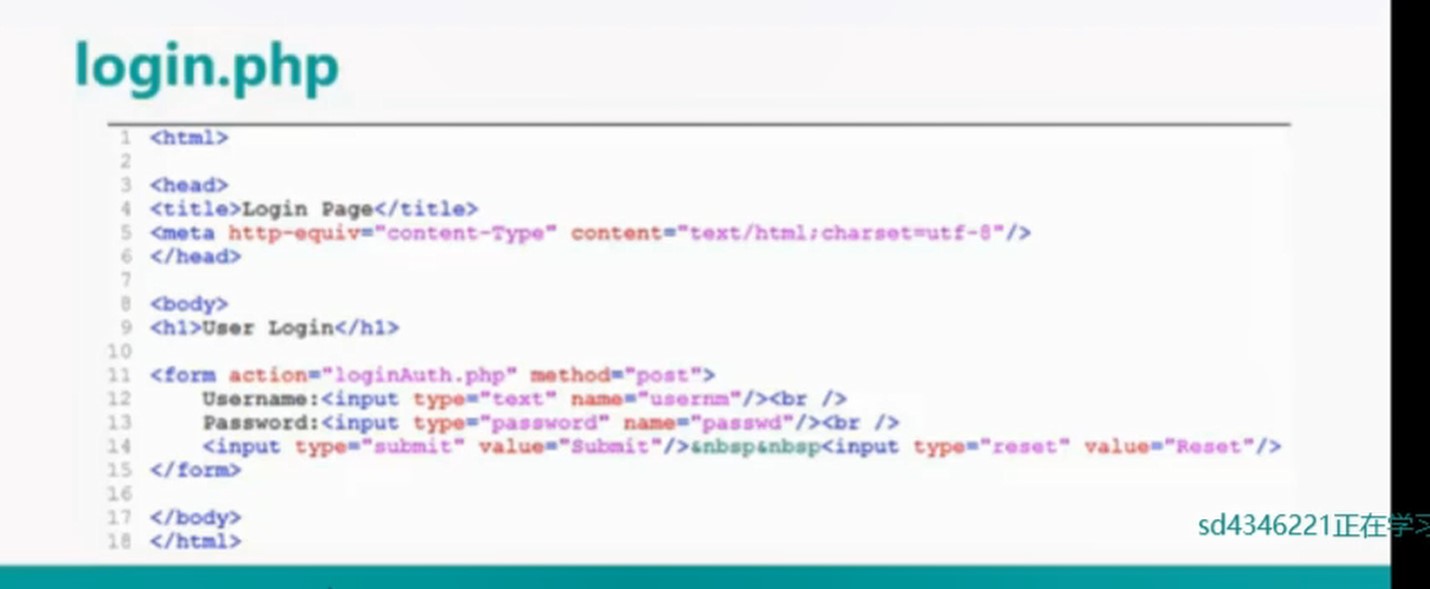 login.php
1 <html>
2
3 <head>
4 <title>Login Page</title>
5 <meta http-equiv="content-Type" content="text/html;charset=utf-8"/>
6 </head>
7
8 <body>
9 <h1>User Login</h1>
10
11 <form action="loginAuth.php" method="post">
12 Username:<input type="text" name="usernm"/><br />
13 Password:<input type="password" name="passwd"/><br />
14 <input type="submit" value="Submit"/>&nbsp&nbsp<input type="reset" value="Reset"/>
15 </form>
16
17 </body>
18 </html>
sd4346221正在学习